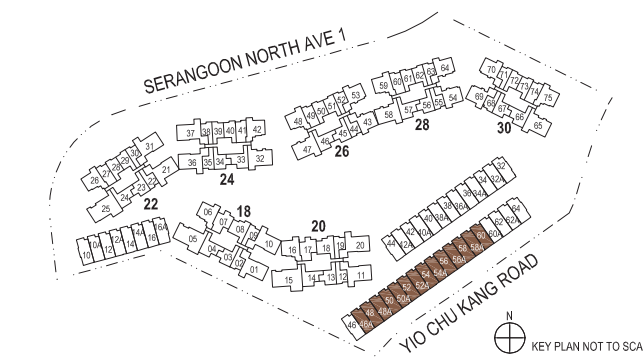 SERANGOON NORTH AVE 1
70 71 72 73 74 75
69 68 67 66 65
30
59 60 61 62 63 64
58 57 56 55 54
28
48 49 50 51 52 53
47 46 45 44 43
26
37 38 39 40 41 42
36 35 34 33 32
24
26 27 28 29 30 31
25 24 23 22 21
22
10 10A 12 12A 14 14A 16 16A
18
06 07 08 09 10
05 04 03 02 01
20
16 17 18 19 20
15 14 13 12 11
44 42A 42 40A 40 38A 38 36A 36 34A 34 32A 32
46 46A 48 48A 50 50A 52 52A 54 54A 56 56A 58 58A 60 60A 62 62A 64
YIO CHU KANG ROAD
N
KEY PLAN NOT TO SCA